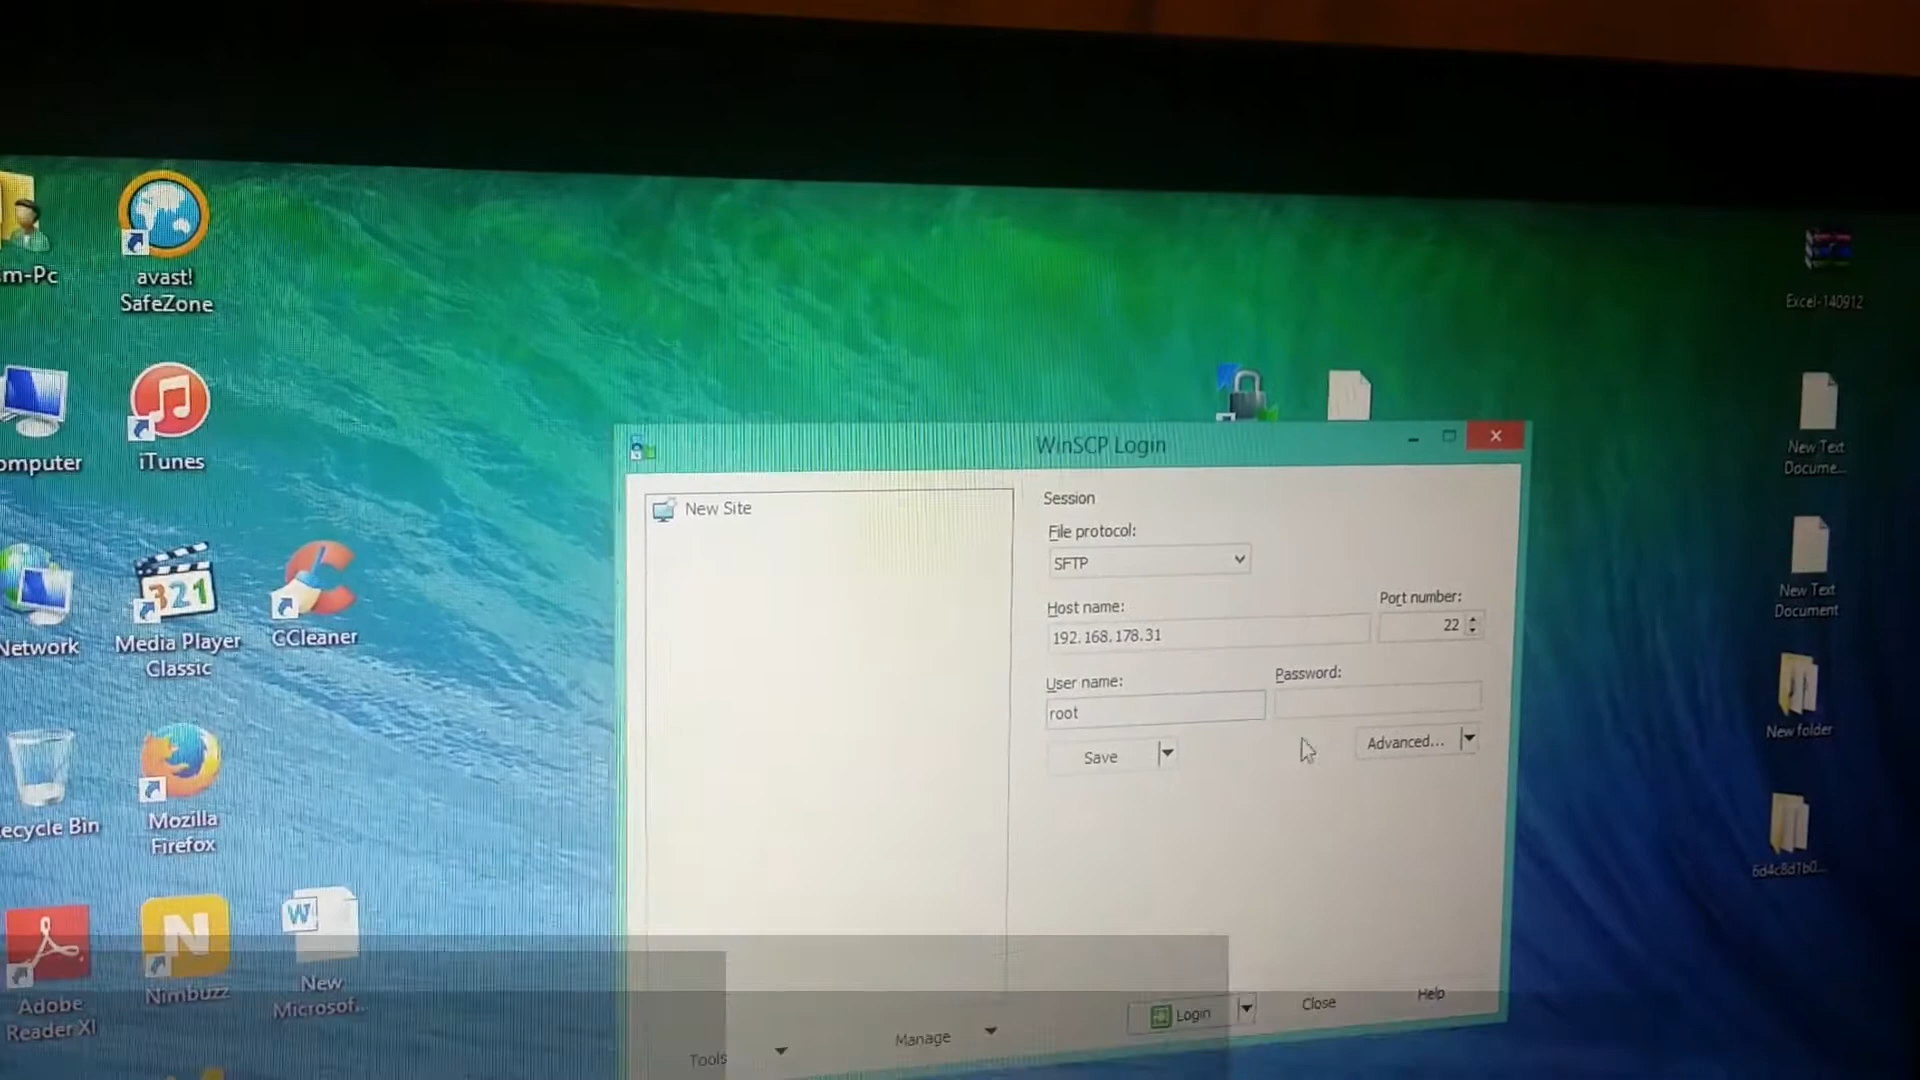 m-Pc
avast!
SafeZone
Excel-140912
omputer
iTunes
New Text
Docume...
WinSCP Login
New Site
Session
File protocol:
SFTP
Host name:
Port number:
192.168.178.31
22
User name:
Password:
root
Save
Advanced...
Network
Media Player
Classic
321
CCleaner
New Text
Document
New folder
ecycle Bin
Mozilla
Firefox
6d4c8d1b0...
Adobe
Reader XI
N
Nimbuzz
W
New
Microsof...
Tools
Manage
Login
Close
Help